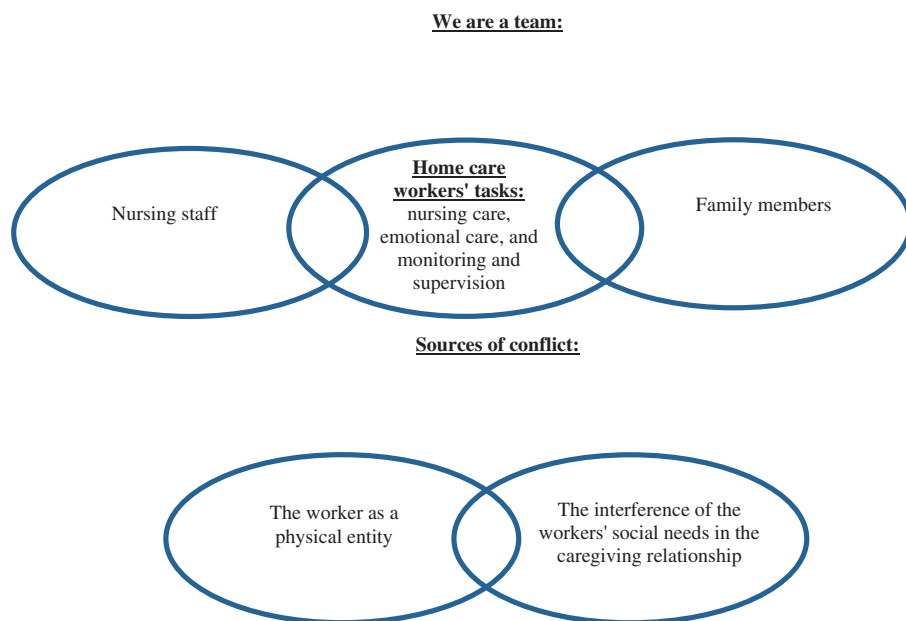 We are a team:
Nursing staff
Home care
workers' tasks:
nursing care,
emotional care, and
monitoring and
supervision
Family members
Sources of conflict:
The worker as a
physical entity
The interference of the
workers' social needs in the
caregiving relationship